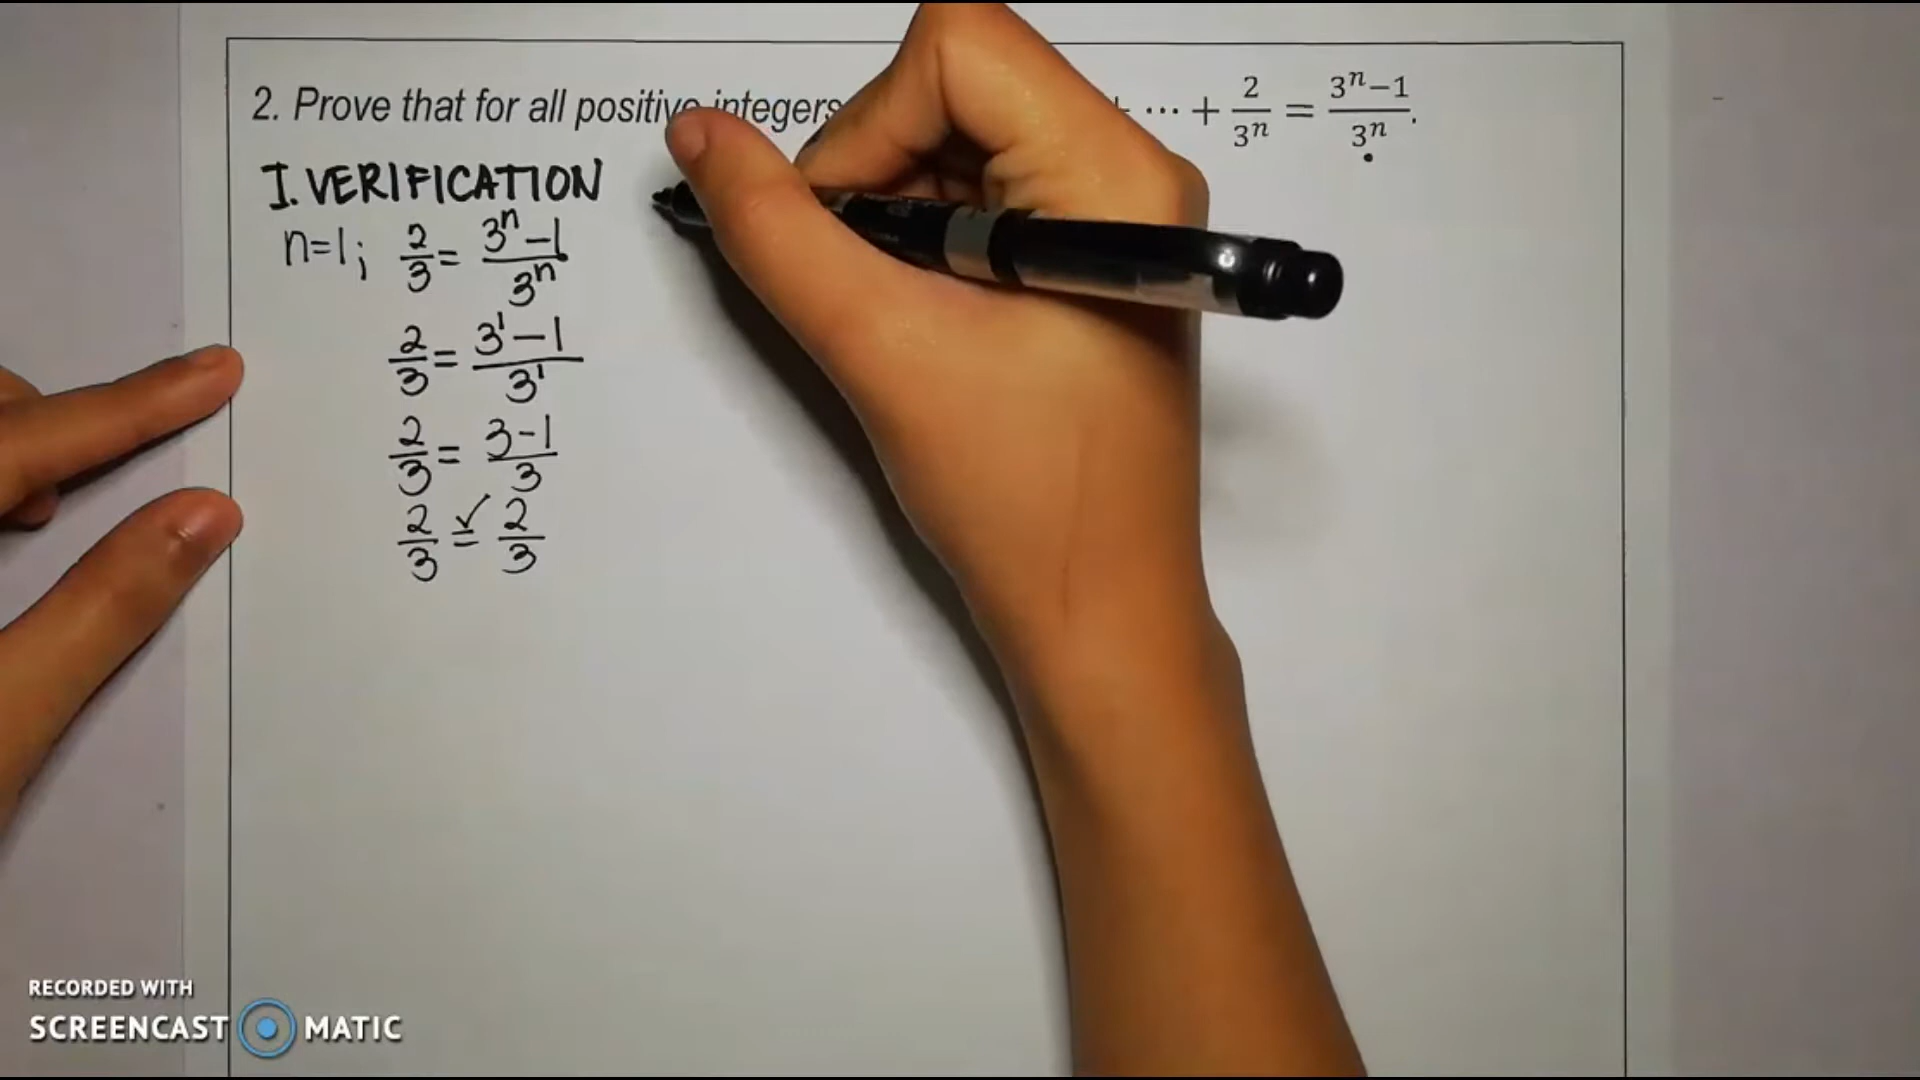 2. Prove that for all positive integers ⋯ + 2/3ⁿ = 3ⁿ−1/3ⁿ.
I. VERIFICATION
n=1; 2/3 = 3ⁿ−1/3ⁿ
2/3 = 3¹−1/3¹
2/3 = 3−1/3
2/3 =✓ 2/3
RECORDED WITH
SCREENCAST MATIC